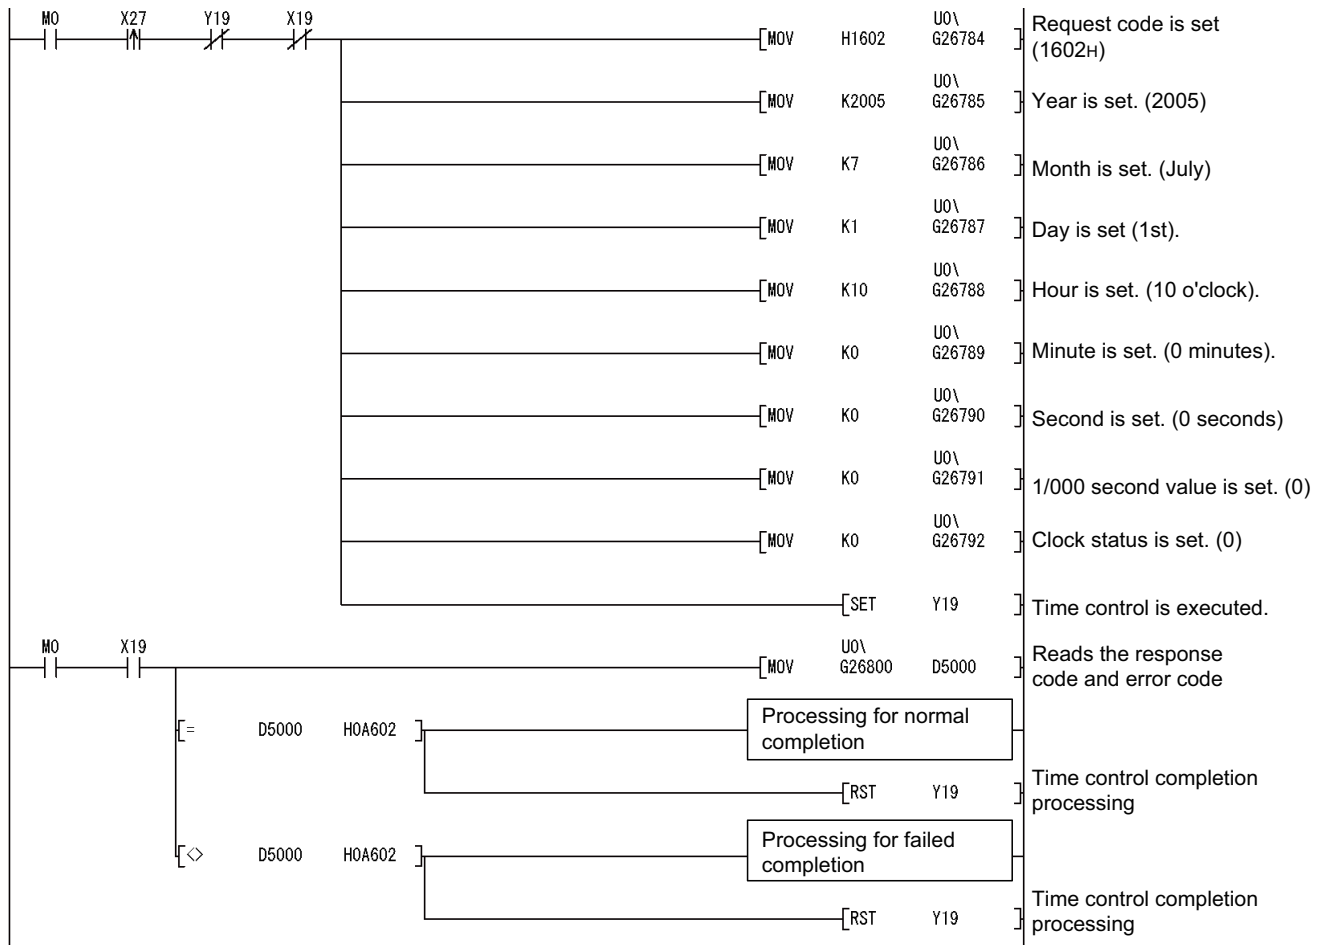 M0 X27 Y19 X19
MOV H1602 U0\ G26784
Request code is set
(1602H)
MOV K2005 U0\ G26785
Year is set. (2005)
MOV K7 U0\ G26786
Month is set. (July)
MOV K1 U0\ G26787
Day is set (1st).
MOV K10 U0\ G26788
Hour is set. (10 o'clock).
MOV K0 U0\ G26789
Minute is set. (0 minutes).
MOV K0 U0\ G26790
Second is set. (0 seconds)
MOV K0 U0\ G26791
1/000 second value is set. (0)
MOV K0 U0\ G26792
Clock status is set. (0)
SET Y19
Time control is executed.
M0 X19
MOV U0\ G26800 D5000
Reads the response
code and error code
= D5000 H0A602
Processing for normal
completion
RST Y19
Time control completion
processing
<> D5000 H0A602
Processing for failed
completion
RST Y19
Time control completion
processing